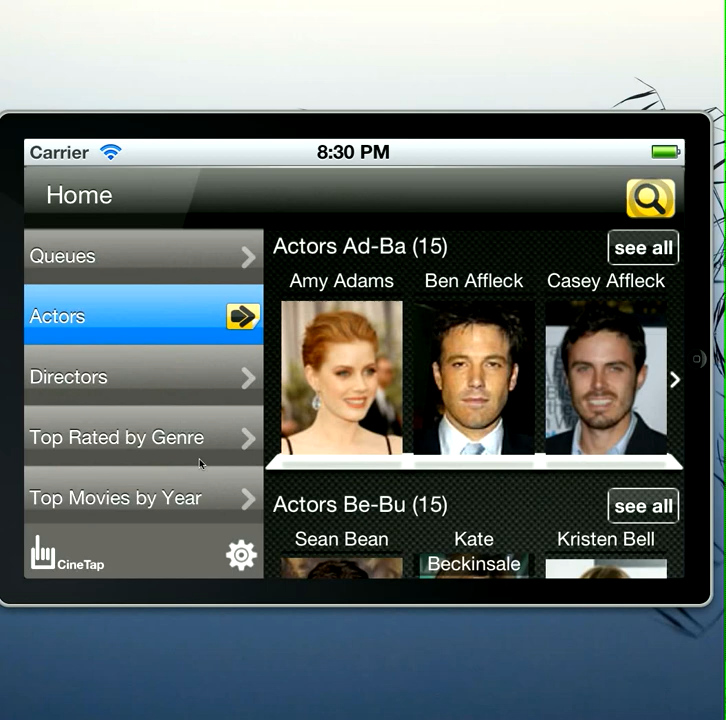 Carrier
8:30 PM
Home
Queues
Actors
Directors
Top Rated by Genre
Top Movies by Year
CineTap
Actors Ad-Ba (15)
see all
Amy Adams
Ben Affleck
Casey Affleck
Actors Be-Bu (15)
see all
Sean Bean
Kate
Beckinsale
Kristen Bell